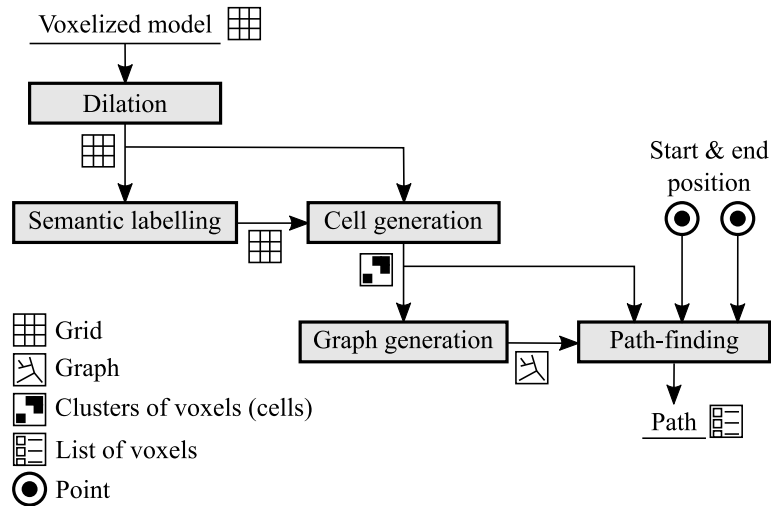 Voxelized model
Dilation
Start & end
position
Semantic labelling
Cell generation
Graph generation
Path-finding
Path
Grid
Graph
Clusters of voxels (cells)
List of voxels
Point